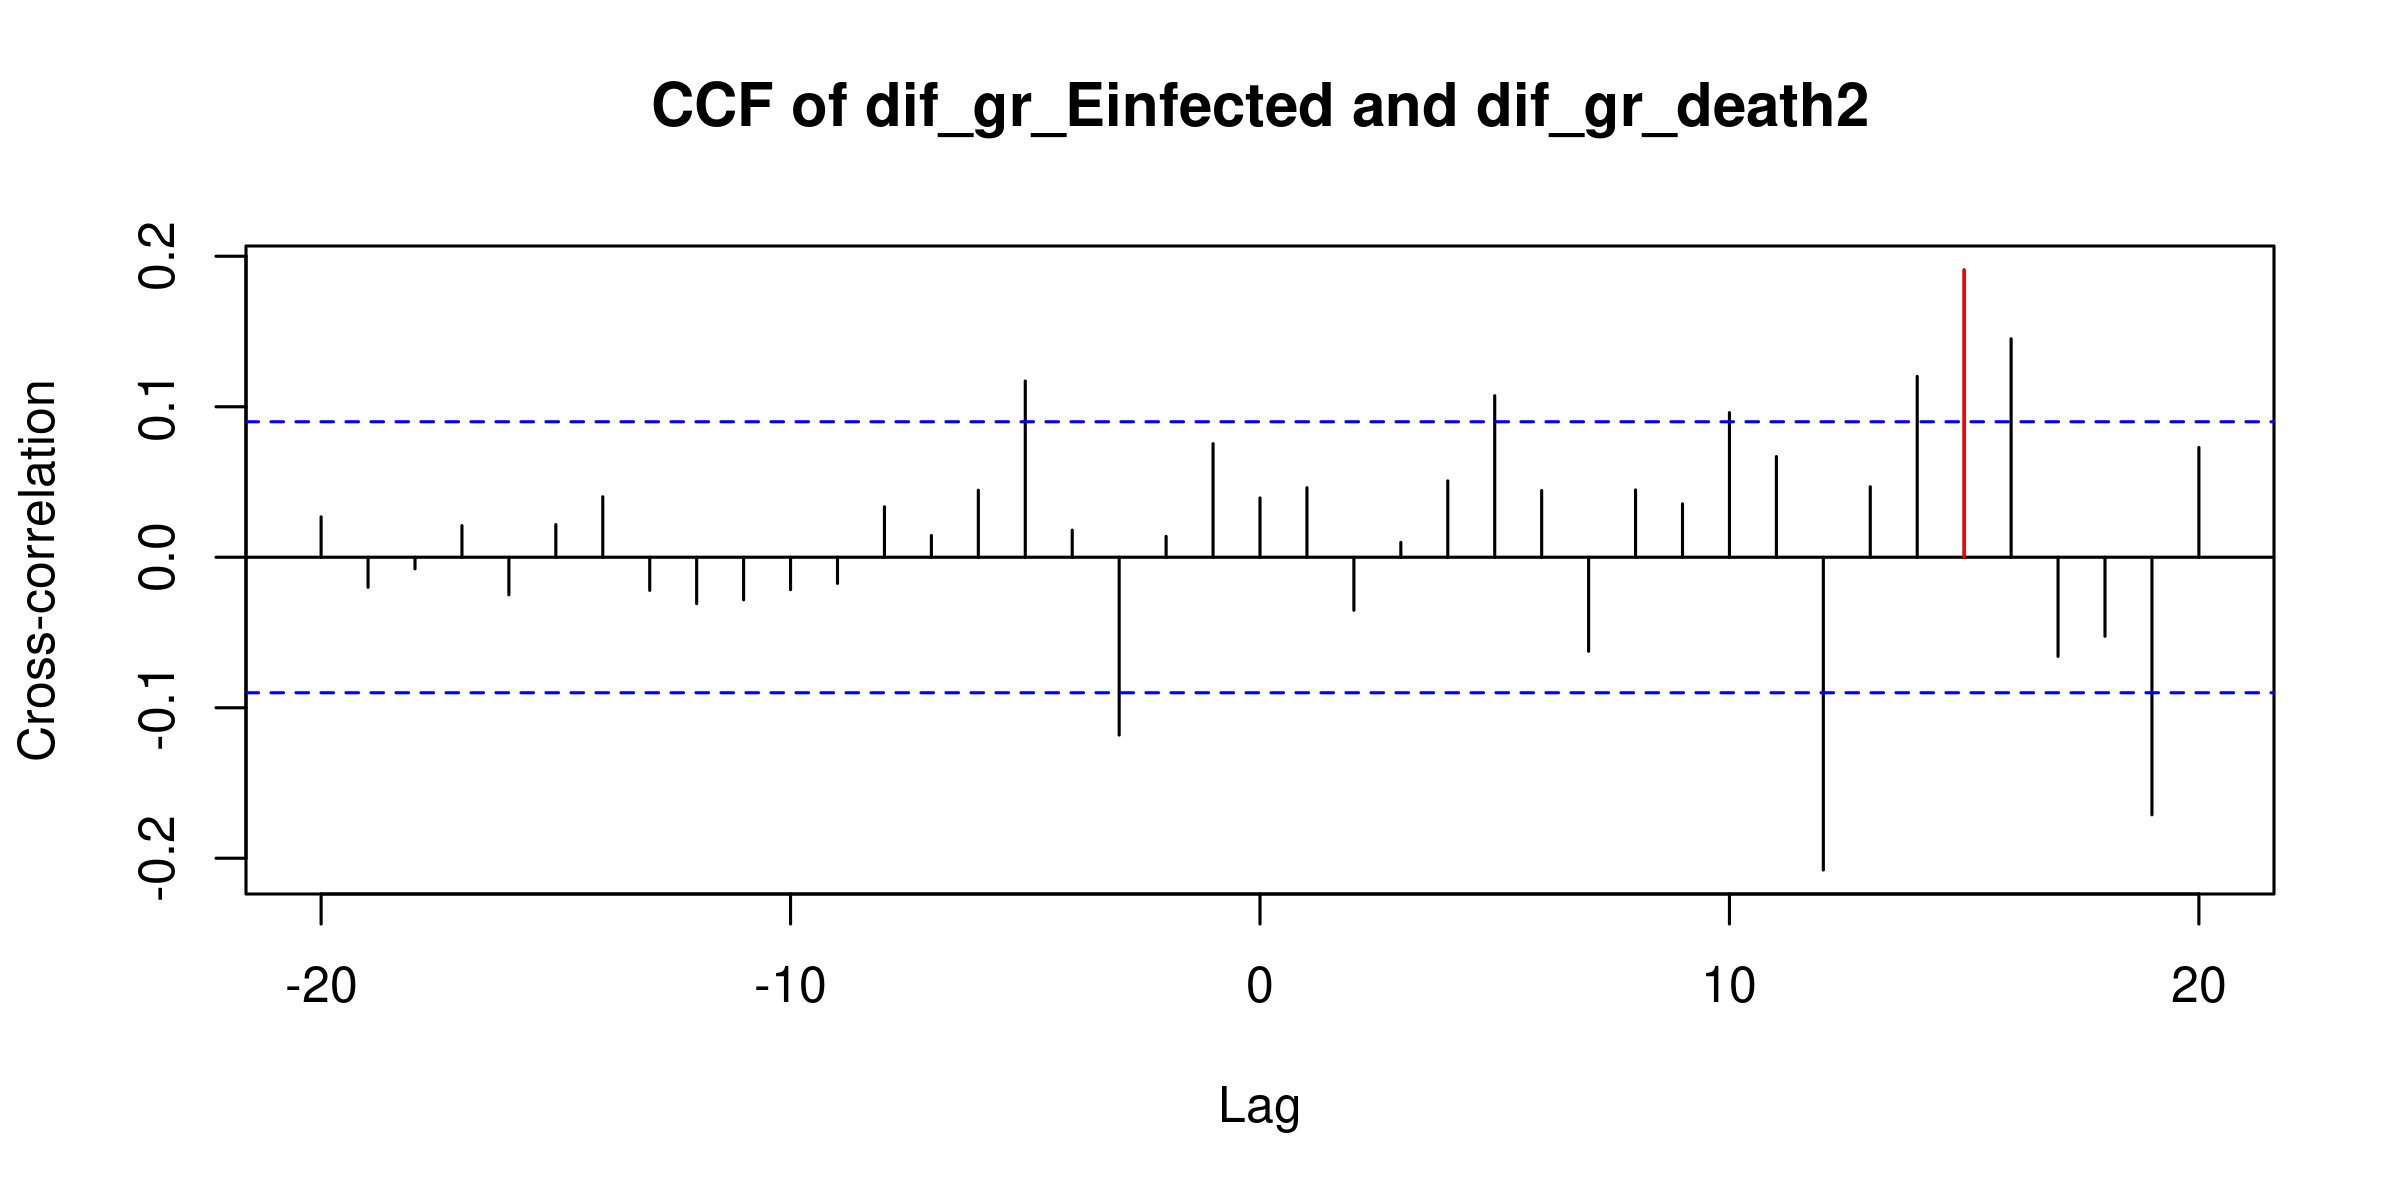 CCF of dif_gr_Einfected and dif_gr_death2
Cross-correlation
0.2
0.1
0.0
-0.1
-0.2
-20 -10 0 10 20
Lag